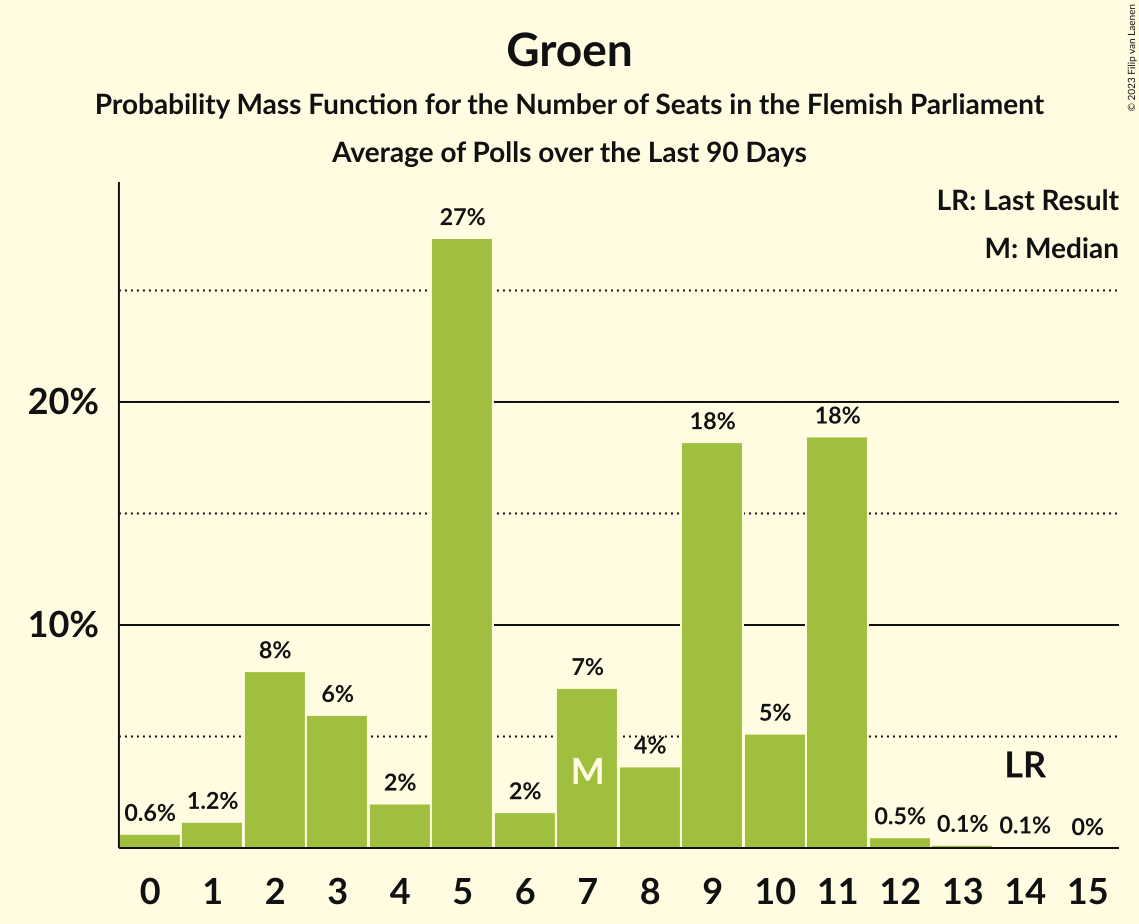 Groen
Probability Mass Function for the Number of Seats in the Flemish Parliament
Average of Polls over the Last 90 Days
© 2023 Filip van Laenen
LR: Last Result
M: Median
20%
10%
0.6%
1.2%
8%
6%
2%
27%
2%
7%
4%
18%
5%
18%
0.5%
0.1%
0.1%
0%
M
LR
0 1 2 3 4 5 6 7 8 9 10 11 12 13 14 15